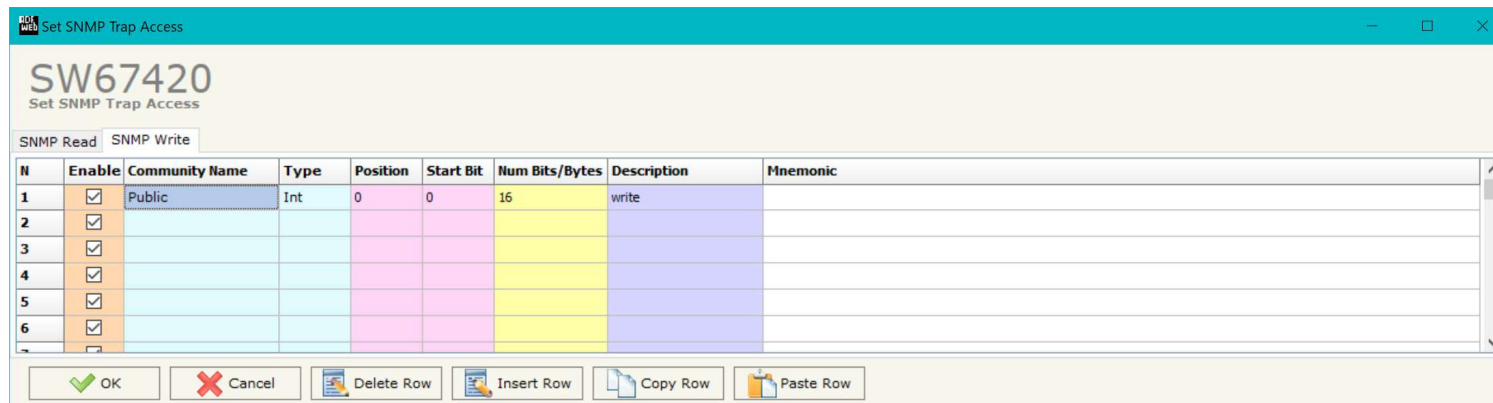 ADF WEB Set SNMP Trap Access
SW67420
Set SNMP Trap Access
SNMP Read SNMP Write
N Enable Community Name Type Position Start Bit Num Bits/Bytes Description Mnemonic
1 Public Int 0 0 16 write
2
3
4
5
6
OK Cancel Delete Row Insert Row Copy Row Paste Row